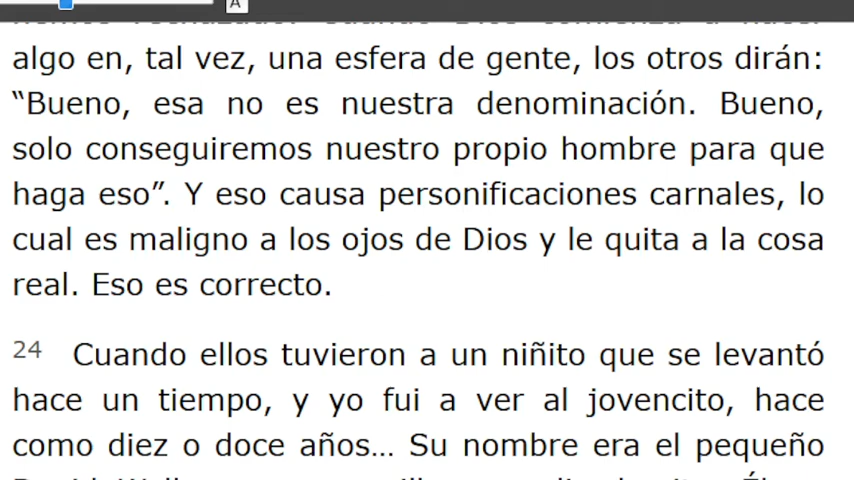 A
algo en, tal vez, una esfera de gente, los otros dirán:
“Bueno, esa no es nuestra denominación. Bueno,
solo conseguiremos nuestro propio hombre para que
haga eso”. Y eso causa personificaciones carnales, lo
cual es maligno a los ojos de Dios y le quita a la cosa
real. Eso es correcto.
24 Cuando ellos tuvieron a un niñito que se levantó
hace un tiempo, y yo fui a ver al jovencito, hace
como diez o doce años... Su nombre era el pequeño